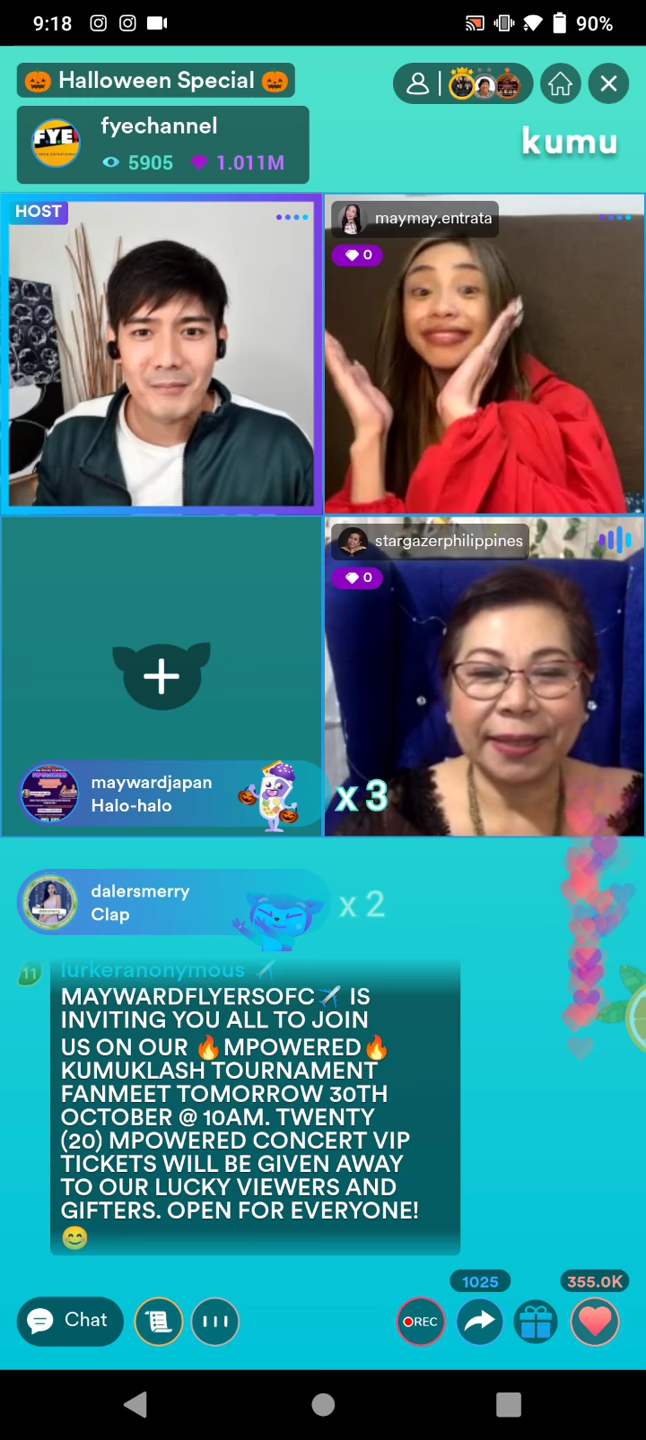 9:18
90%
🎃 Halloween Special 🎃
FYE
fyechannel
5905
1.011M
kumu
HOST
maymay.entrata
0
stargazerphilippines
0
maywardjapan
Halo-halo
x 3
dalersmerry
Clap
x 2
11
lurkeranonymous ✈️
MAYWARDFLYERSOFC✈️ IS
INVITING YOU ALL TO JOIN
US ON OUR 🔥MPOWERED🔥
KUMUKLASH TOURNAMENT
FANMEET TOMORROW 30TH
OCTOBER @ 10AM. TWENTY
(20) MPOWERED CONCERT VIP
TICKETS WILL BE GIVEN AWAY
TO OUR LUCKY VIEWERS AND
GIFTERS. OPEN FOR EVERYONE!
😊
1025
355.0K
Chat
REC